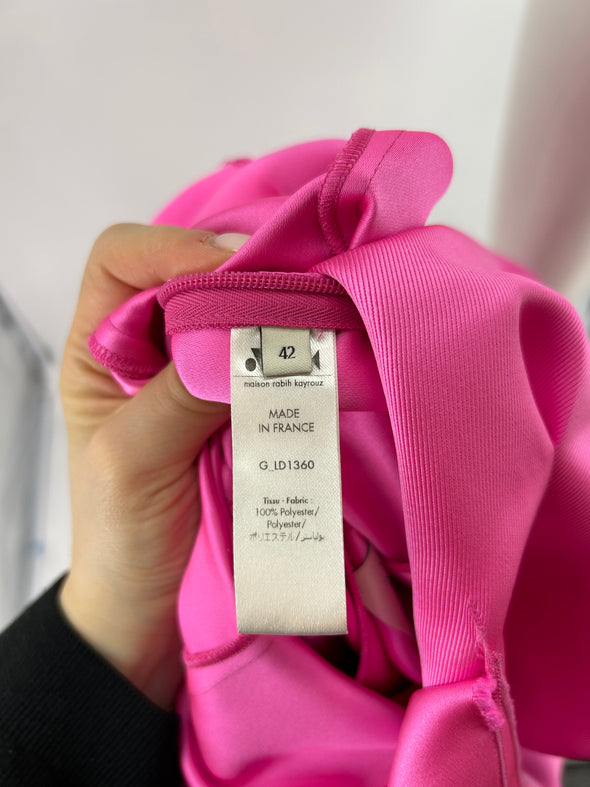 42
maison rabih kayrouz
MADE
IN FRANCE
G_LD1360
Tissu - Fabric :
100% Polyester/
Polyester/
ポリエステル/بوليستر